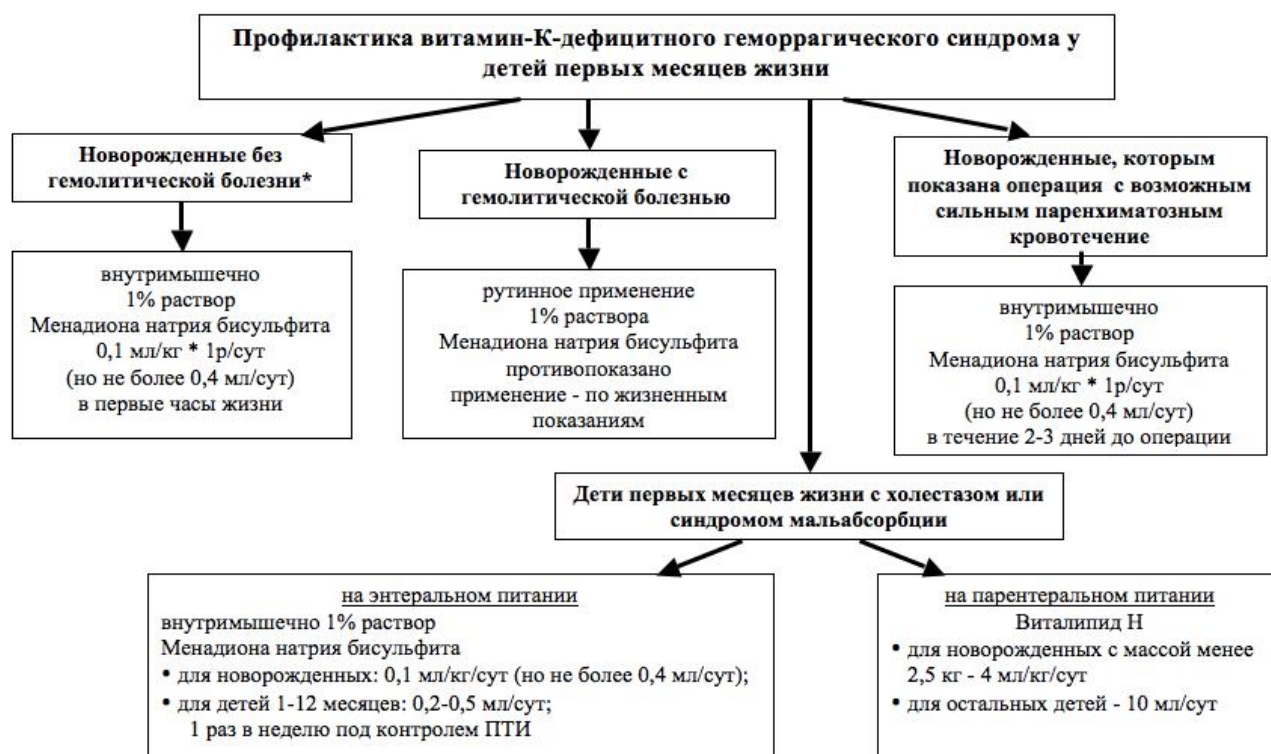 Профилактика витамин-К-дефицитного геморрагического синдрома у
детей первых месяцев жизни
Новорожденные без
гемолитической болезни*
внутримышечно
1% раствор
Менадиона натрия бисульфита
0,1 мл/кг * 1р/сут
(но не более 0,4 мл/сут)
в первые часы жизни
Новорожденные с
гемолитической болезнью
рутинное применение
1% раствора
Менадиона натрия бисульфита
противопоказано
применение - по жизненным
показаниям
Новорожденные, которым
показана операция с возможным
сильным паренхиматозным
кровотечение
внутримышечно
1% раствор
Менадиона натрия бисульфита
0,1 мл/кг * 1р/сут
(но не более 0,4 мл/сут)
в течение 2-3 дней до операции
Дети первых месяцев жизни с холестазом или
синдромом мальабсорбции
на энтеральном питании
внутримышечно 1% раствор
Менадиона натрия бисульфита
• для новорожденных: 0,1 мл/кг/сут (но не более 0,4 мл/сут);
• для детей 1-12 месяцев: 0,2-0,5 мл/сут;
1 раз в неделю под контролем ПТИ
на парентеральном питании
Виталипид Н
• для новорожденных с массой менее
2,5 кг - 4 мл/кг/сут
• для остальных детей - 10 мл/сут